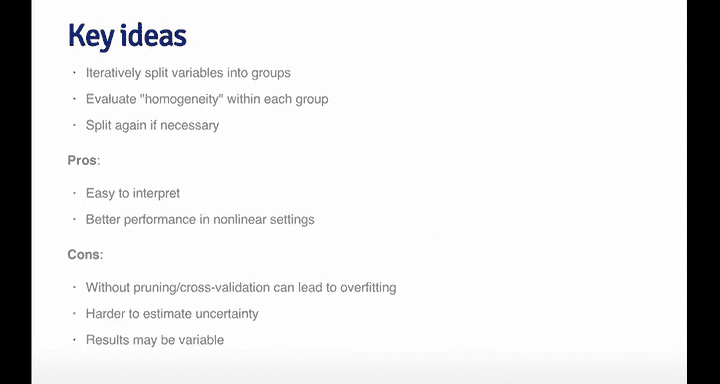 Key ideas
· Iteratively split variables into groups
· Evaluate "homogeneity" within each group
· Split again if necessary
Pros:
· Easy to interpret
· Better performance in nonlinear settings
Cons:
· Without pruning/cross-validation can lead to overfitting
· Harder to estimate uncertainty
· Results may be variable